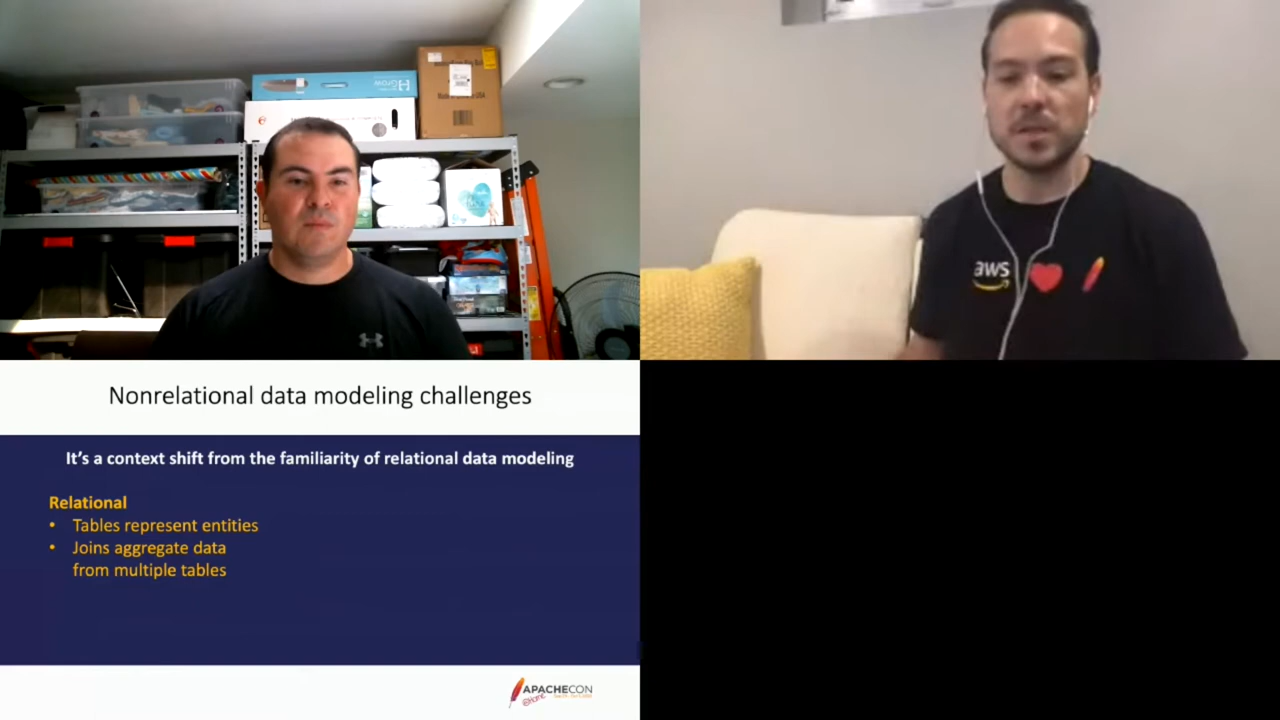 aws
Nonrelational data modeling challenges
It's a context shift from the familiarity of relational data modeling
Relational
• Tables represent entities
• Joins aggregate data
from multiple tables
APACHECON
@Home